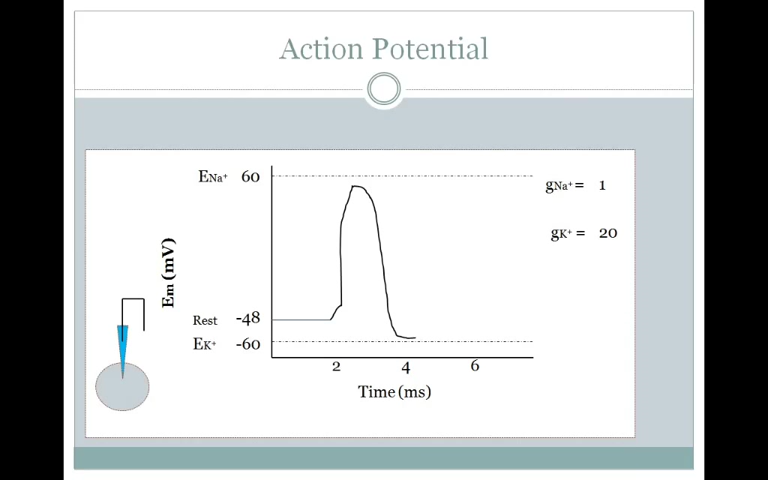 Action Potential
ENa+ 60
gNa+ = 1
gK+ = 20
Em (mV)
Rest -48
EK+ -60
2 4 6
Time (ms)